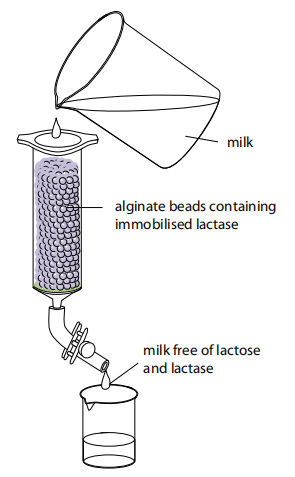 milk
alginate beads containing
immobilised lactase
milk free of lactose
and lactase